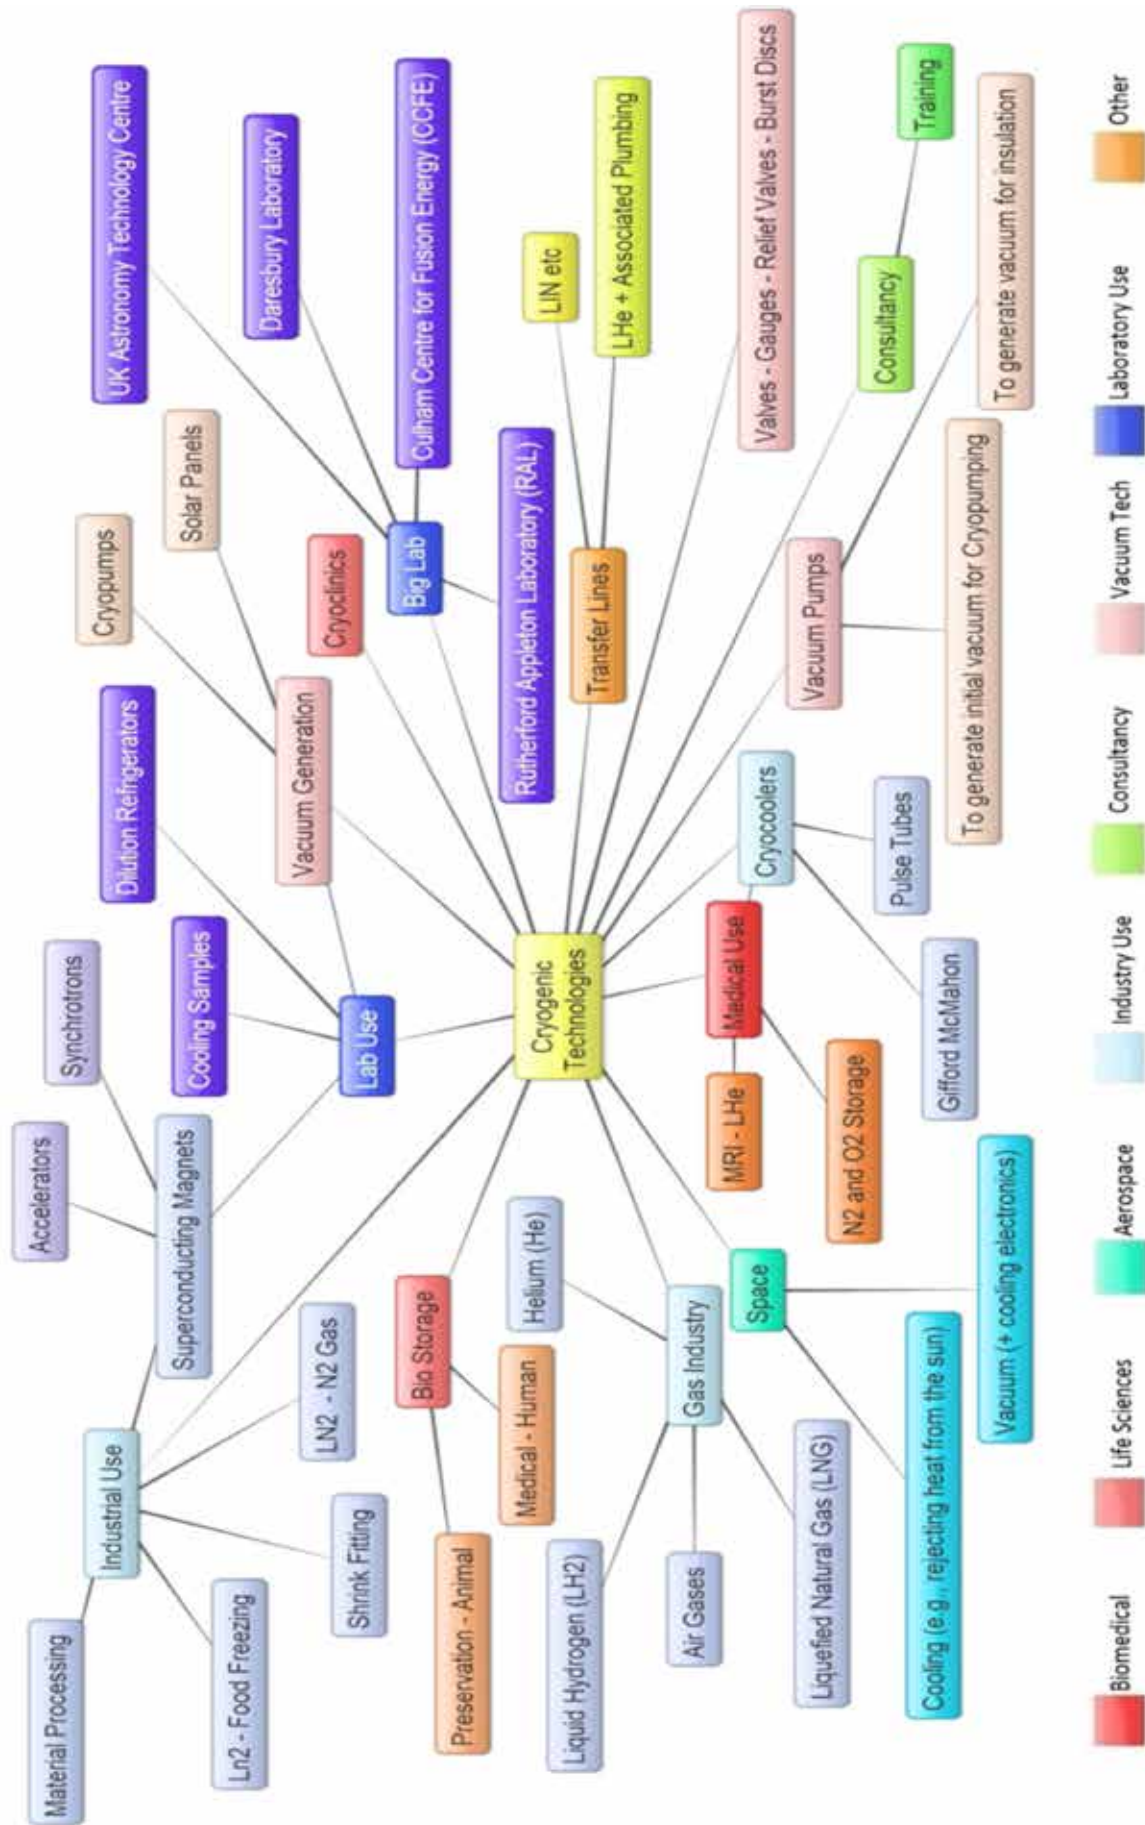 Material Processing
Industrial Use
Ln2 - Food Freezing
Shrink Fitting
LN2 - N2 Gas
Accelerators
Synchrotrons
Superconducting Magnets
Cooling Samples
Dilution Refrigerators
Lab Use
Vacuum Generation
Cryopumps
Solar Panels
Cryoclinics
UK Astronomy Technology Centre
Daresbury Laboratory
Culham Centre for Fusion Energy (CCFE)
Big Lab
Rutherford Appleton Laboratory (RAL)
Preservation - Animal
Bio Storage
Medical - Human
Cryogenic
Technologies
Transfer Lines
LIN etc
LHe + Associated Plumbing
Liquid Hydrogen (LH2)
Helium (He)
Air Gases
Gas Industry
Liquefied Natural Gas (LNG)
Space
Cooling (e.g., rejecting heat from the sun)
Vacuum (+ cooling electronics)
MRI - LHe
Medical Use
N2 and O2 Storage
Cryocoolers
Gifford McMahon
Pulse Tubes
Vacuum Pumps
To generate initial vacuum for Cryopumping
To generate vacuum for insulation
Valves - Gauges - Relief Valves - Burst Discs
Consultancy
Training
Biomedical
Life Sciences
Aerospace
Industry Use
Consultancy
Vacuum Tech
Laboratory Use
Other